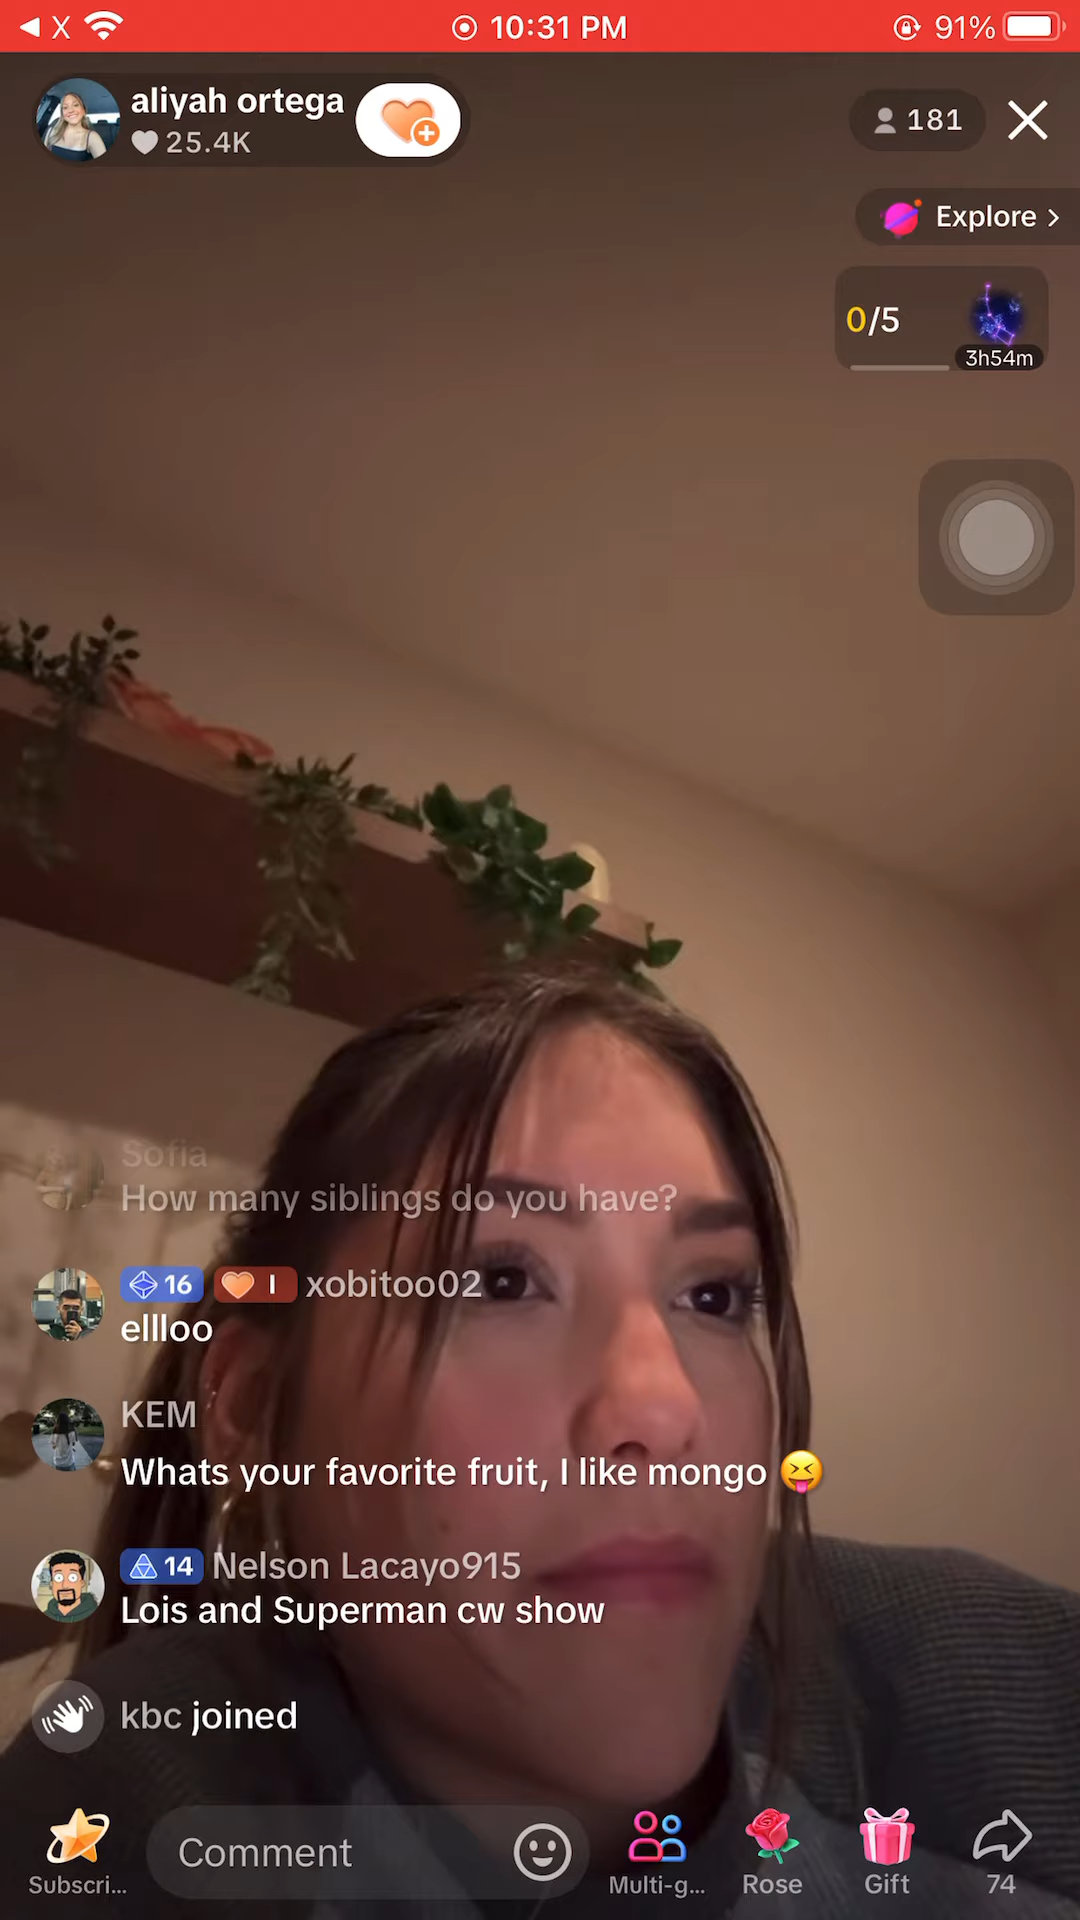 X 10:31 PM 91%
aliyah ortega
25.4K
181
Explore >
0/5
3h54m
Sofia
How many siblings do you have?
16 I xobitoo02
ellloo
KEM
Whats your favorite fruit, I like mongo 😝
14 Nelson Lacayo915
Lois and Superman cw show
kbc joined
Comment
Subscri... Multi-g... Rose Gift 74